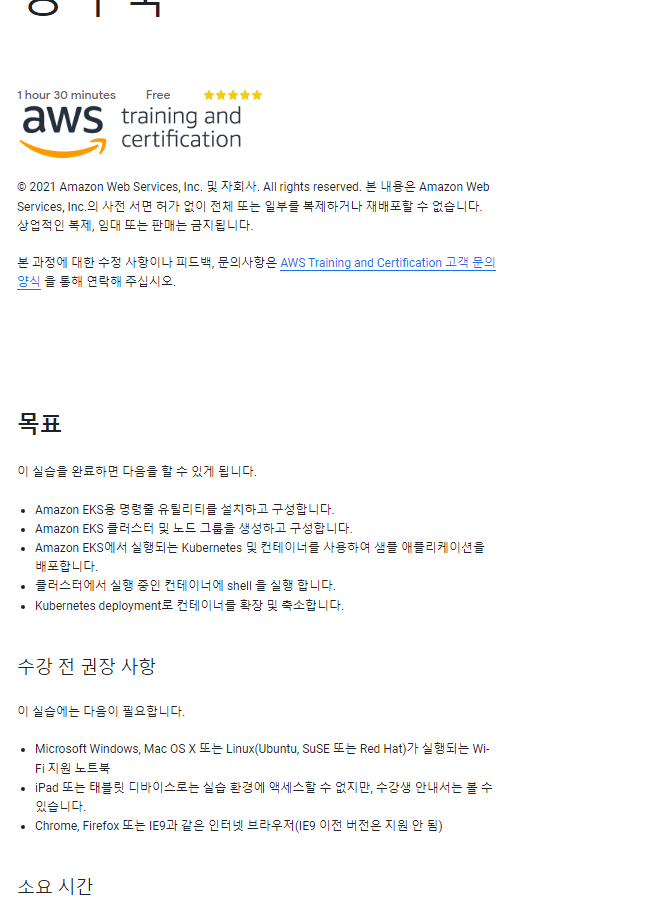 1 hour 30 minutes Free
aws training and
certification
© 2021 Amazon Web Services, Inc. 및 자회사. All rights reserved. 본 내용은 Amazon Web
Services, Inc.의 사전 서면 허가 없이 전체 또는 일부를 복제하거나 재배포할 수 없습니다.
상업적인 복제, 임대 또는 판매는 금지됩니다.
본 과정에 대한 수정 사항이나 피드백, 문의사항은 AWS Training and Certification 고객 문의
양식 을 통해 연락해 주십시오.
목표
이 실습을 완료하면 다음을 할 수 있게 됩니다.
• Amazon EKS용 명령줄 유틸리티를 설치하고 구성합니다.
• Amazon EKS 클러스터 및 노드 그룹을 생성하고 구성합니다.
• Amazon EKS에서 실행되는 Kubernetes 및 컨테이너를 사용하여 샘플 애플리케이션을
배포합니다.
• 클러스터에서 실행 중인 컨테이너에 shell 을 실행 합니다.
• Kubernetes deployment로 컨테이너를 확장 및 축소합니다.
수강 전 권장 사항
이 실습에는 다음이 필요합니다.
• Microsoft Windows, Mac OS X 또는 Linux(Ubuntu, SuSE 또는 Red Hat)가 실행되는 Wi-
Fi 지원 노트북
• iPad 또는 태블릿 디바이스로는 실습 환경에 액세스할 수 없지만, 수강생 안내서는 볼 수
있습니다.
• Chrome, Firefox 또는 IE9과 같은 인터넷 브라우저(IE9 이전 버전은 지원 안 됨)
소요 시간